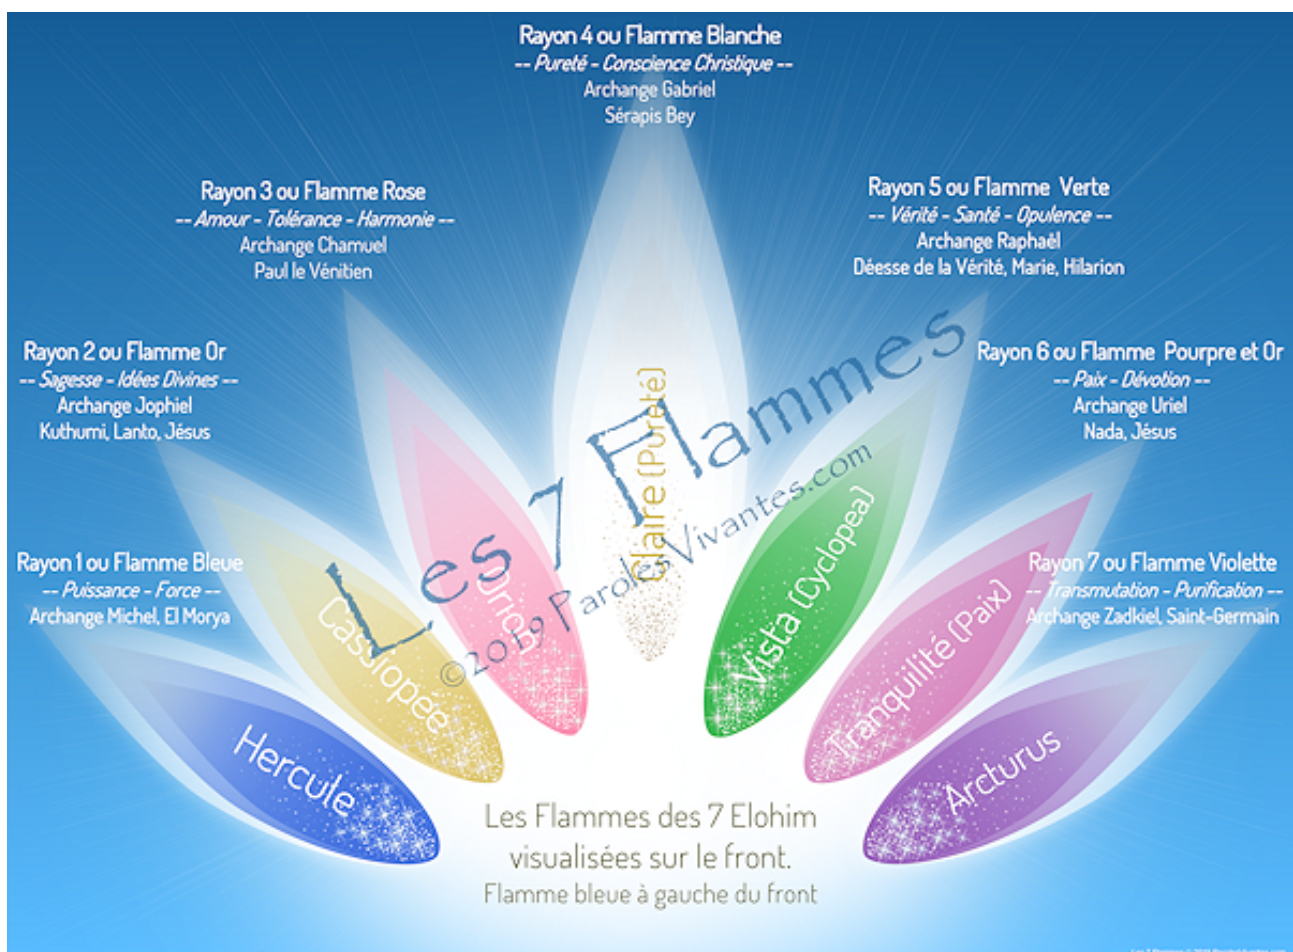 Rayon 4 ou Flamme Blanche
-- Pureté - Conscience Christique --
Archange Gabriel
Sérapis Bey
Rayon 3 ou Flamme Rose
-- Amour - Tolérance - Harmonie --
Archange Chamuel
Paul le Vénitien
Rayon 5 ou Flamme Verte
-- Vérité - Santé - Opulence --
Archange Raphaël
Déesse de la Vérité, Marie, Hilarion
Rayon 2 ou Flamme Or
-- Sagesse - Idées Divines --
Archange Jophiel
Kuthumi, Lanto, Jésus
Rayon 6 ou Flamme Pourpre et Or
-- Paix - Dévotion --
Archange Uriel
Nada, Jésus
Rayon 1 ou Flamme Bleue
-- Puissance - Force --
Archange Michel, El Morya
Rayon 7 ou Flamme Violette
-- Transmutation - Purification --
Archange Zadkiel, Saint-Germain
Hercule
Cassiopée
Orion
Claire (Pureté)
Vista (Cyclopea)
Tranquilité (Paix)
Arcturus
Les 7 Flammes
©2019 ParolesVivantes.com
Les Flammes des 7 Elohim
visualisées sur le front.
Flamme bleue à gauche du front